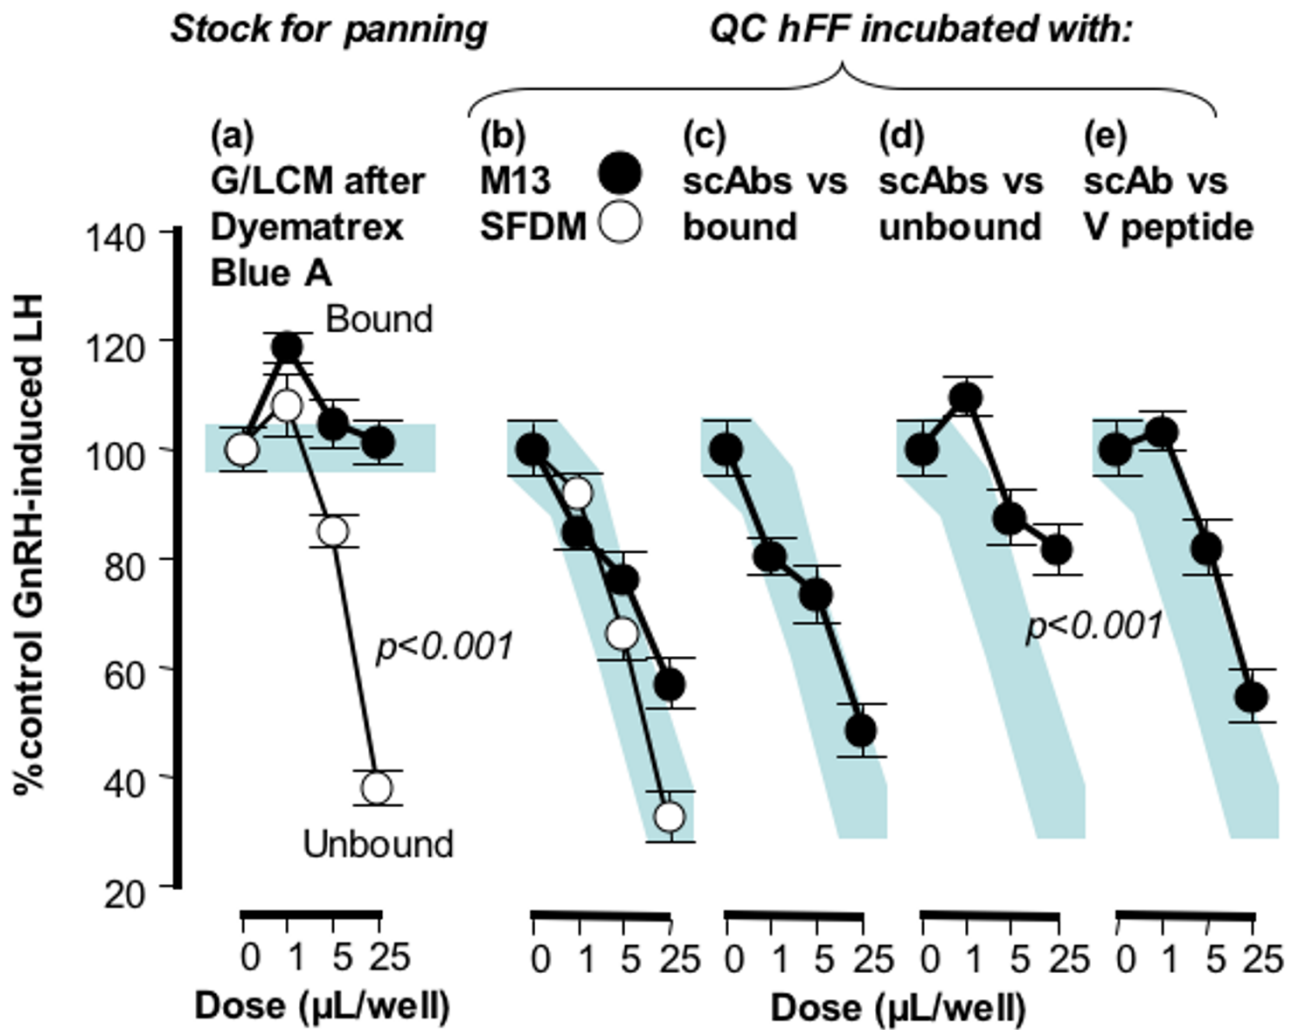 Stock for panning
QC hFF incubated with:
(a)
G/LCM after
Dyematrex
Blue A
(b)
M13
SFDM
(c)
scAbs vs
bound
(d)
scAbs vs
unbound
(e)
scAb vs
V peptide
%control GnRH-induced LH
140
120
100
80
60
40
20
Bound
p<0.001
Unbound
p<0.001
0 1 5 25
0 1 5 25
0 1 5 25
0 1 5 25
0 1 5 25
Dose (µL/well)
Dose (µL/well)